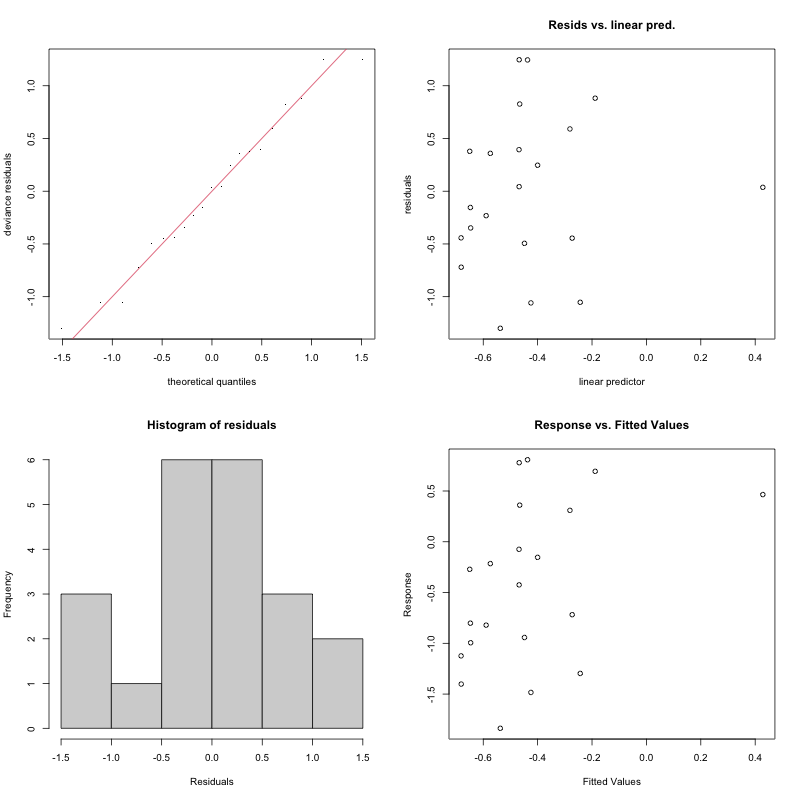 deviance residuals
1.0
0.5
0.0
-0.5
-1.0
-1.5 -1.0 -0.5 0.0 0.5 1.0 1.5
theoretical quantiles
Resids vs. linear pred.
residuals
1.0
0.5
0.0
-0.5
-1.0
-0.6 -0.4 -0.2 0.0 0.2 0.4
linear predictor
Histogram of residuals
Frequency
6
5
4
3
2
1
0
-1.5 -1.0 -0.5 0.0 0.5 1.0 1.5
Residuals
Response vs. Fitted Values
Response
0.5
0.0
-0.5
-1.0
-1.5
-0.6 -0.4 -0.2 0.0 0.2 0.4
Fitted Values